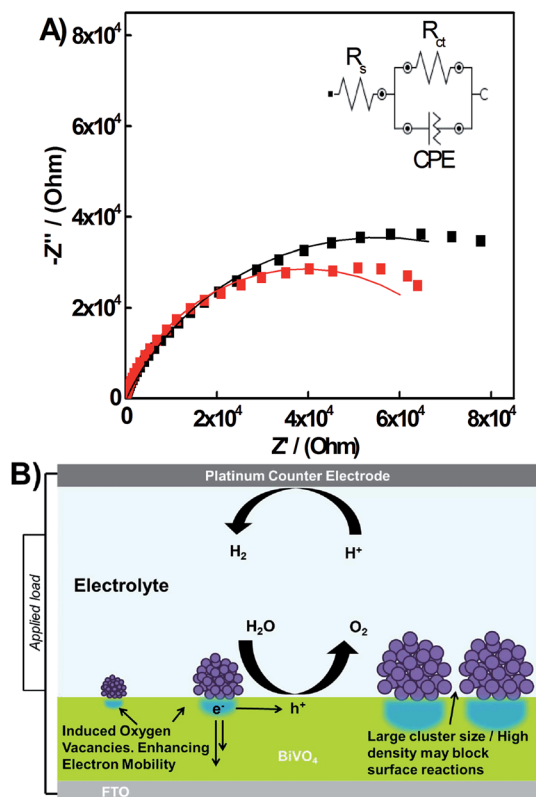 A)
8x10⁴
6x10⁴
4x10⁴
2x10⁴
0
-Z'' / (Ohm)
R_s
R_ct
CPE
0
2x10⁴
4x10⁴
6x10⁴
8x10⁴
Z' / (Ohm)
B)
Platinum Counter Electrode
H₂
H⁺
Electrolyte
Applied load
H₂O
O₂
e⁻
h⁺
Induced Oxygen
Vacancies. Enhancing
Electron Mobility
BiVO₄
Large cluster size / High
density may block
surface reactions
FTO